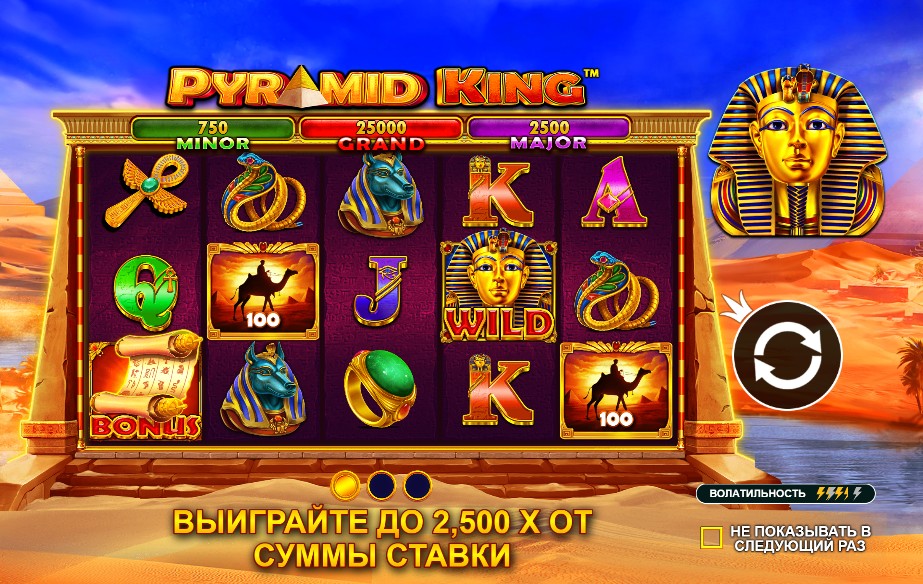 PYRAMID KING™
750
MINOR
25000
GRAND
2500
MAJOR
K
A
Q
100
J
WILD
BONUS
K
100
ВОЛАТИЛЬНОСТЬ
ВЫИГРАЙТЕ ДО 2,500 X ОТ
СУММЫ СТАВКИ
НЕ ПОКАЗЫВАТЬ В
СЛЕДУЮЩИЙ РАЗ